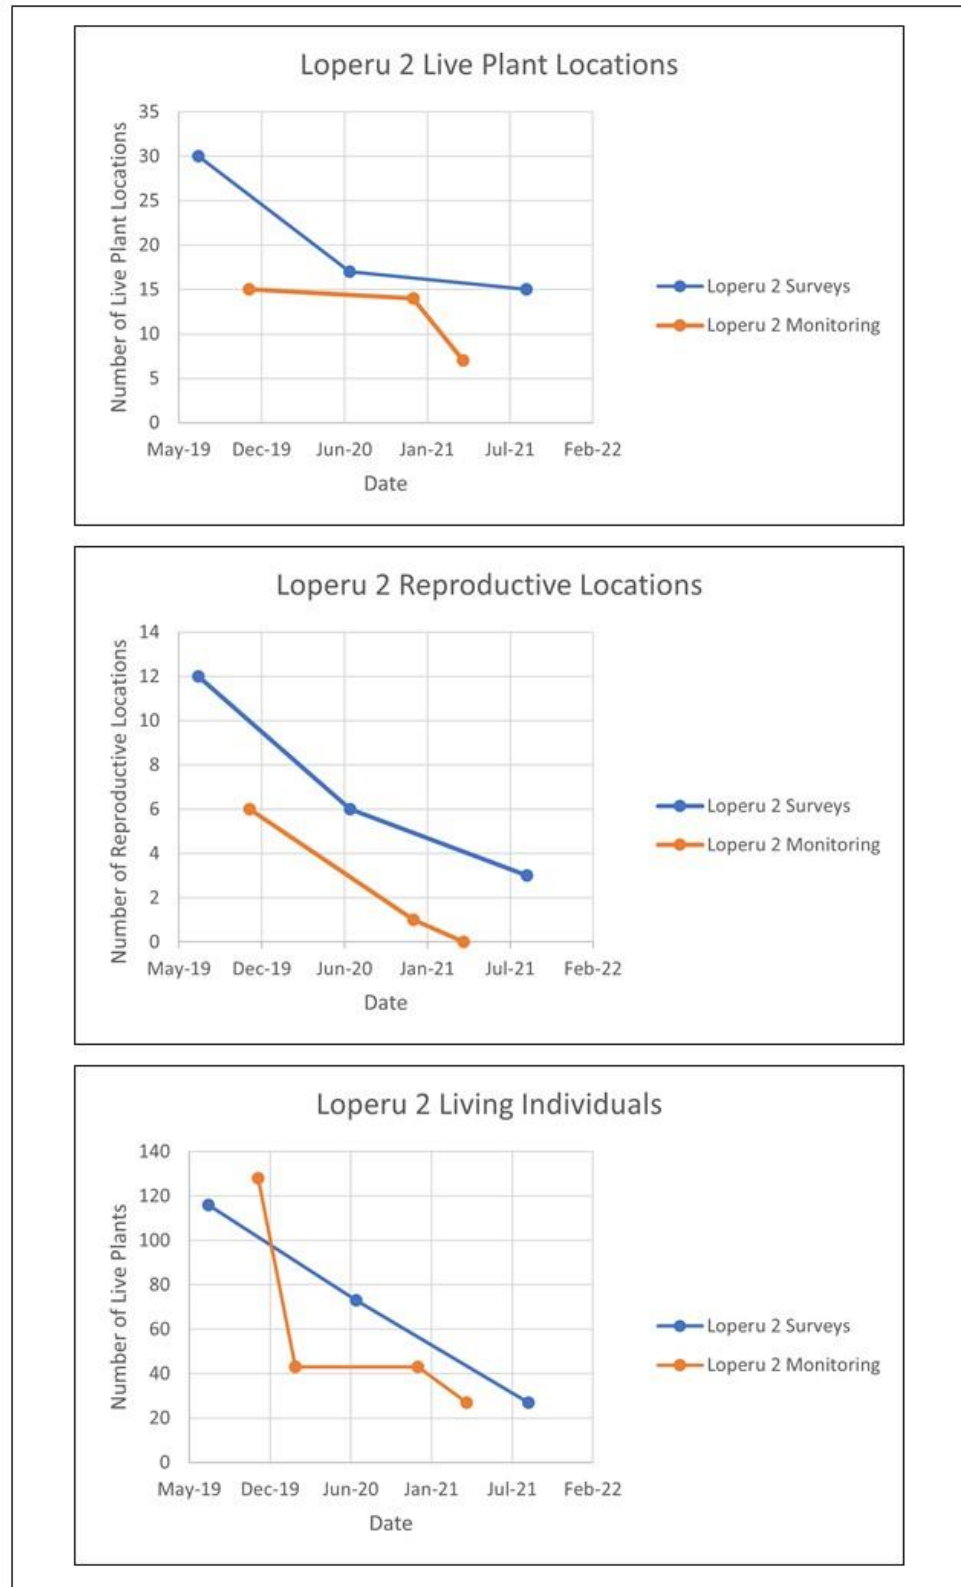 Loperu 2 Live Plant Locations
Number of Live Plant Locations
35
30
25
20
15
10
5
0
May-19 Dec-19 Jun-20 Jan-21 Jul-21 Feb-22
Date
Loperu 2 Surveys
Loperu 2 Monitoring
Loperu 2 Reproductive Locations
Number of Reproductive Locations
14
12
10
8
6
4
2
0
May-19 Dec-19 Jun-20 Jan-21 Jul-21 Feb-22
Date
Loperu 2 Surveys
Loperu 2 Monitoring
Loperu 2 Living Individuals
Number of Live Plants
140
120
100
80
60
40
20
0
May-19 Dec-19 Jun-20 Jan-21 Jul-21 Feb-22
Date
Loperu 2 Surveys
Loperu 2 Monitoring